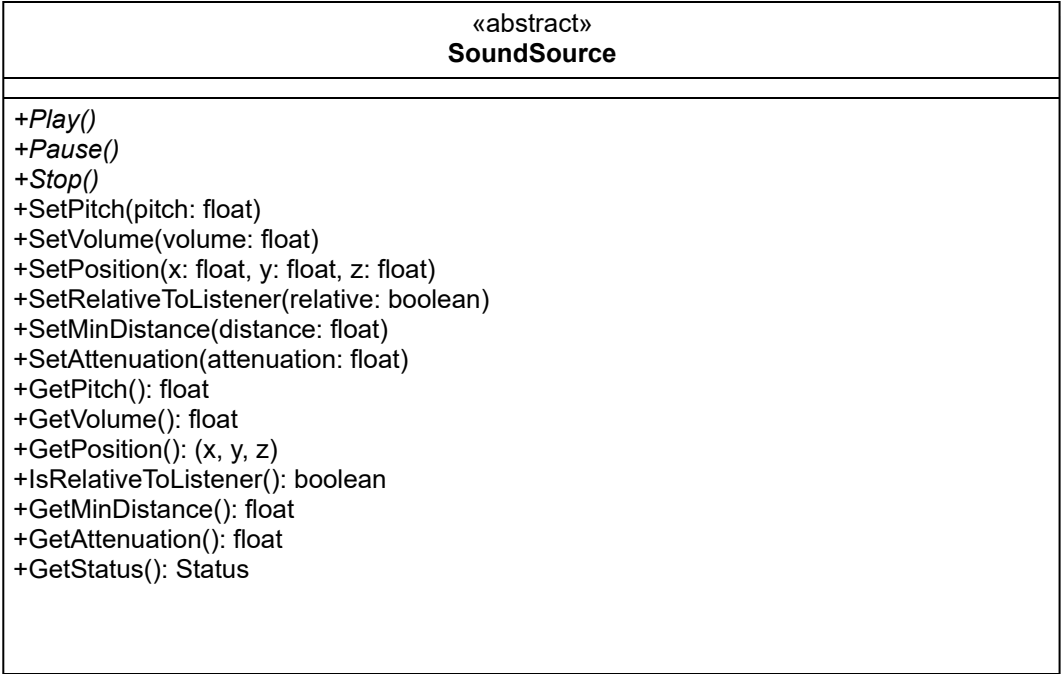 «abstract»
SoundSource
+Play()
+Pause()
+Stop()
+SetPitch(pitch: float)
+SetVolume(volume: float)
+SetPosition(x: float, y: float, z: float)
+SetRelativeToListener(relative: boolean)
+SetMinDistance(distance: float)
+SetAttenuation(attenuation: float)
+GetPitch(): float
+GetVolume(): float
+GetPosition(): (x, y, z)
+IsRelativeToListener(): boolean
+GetMinDistance(): float
+GetAttenuation(): float
+GetStatus(): Status